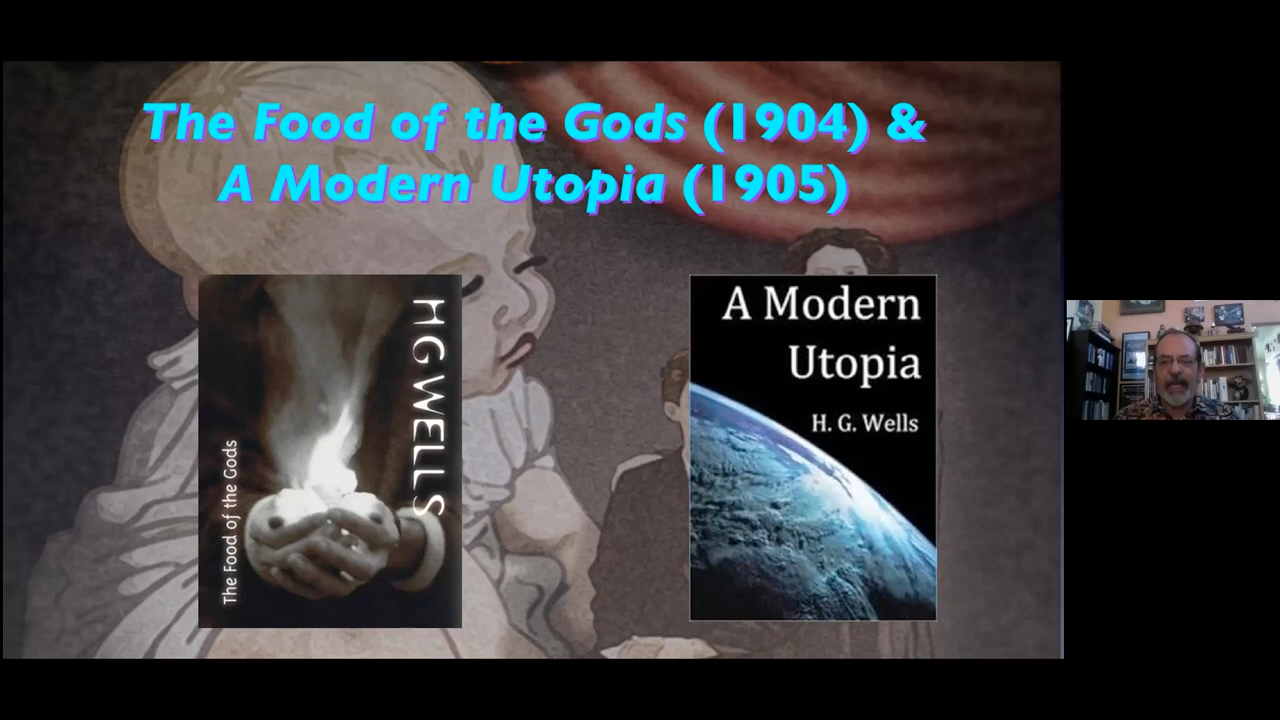 The Food of the Gods (1904) &
A Modern Utopia (1905)
H G WELLS
The Food of the Gods
A Modern
Utopia
H. G. Wells